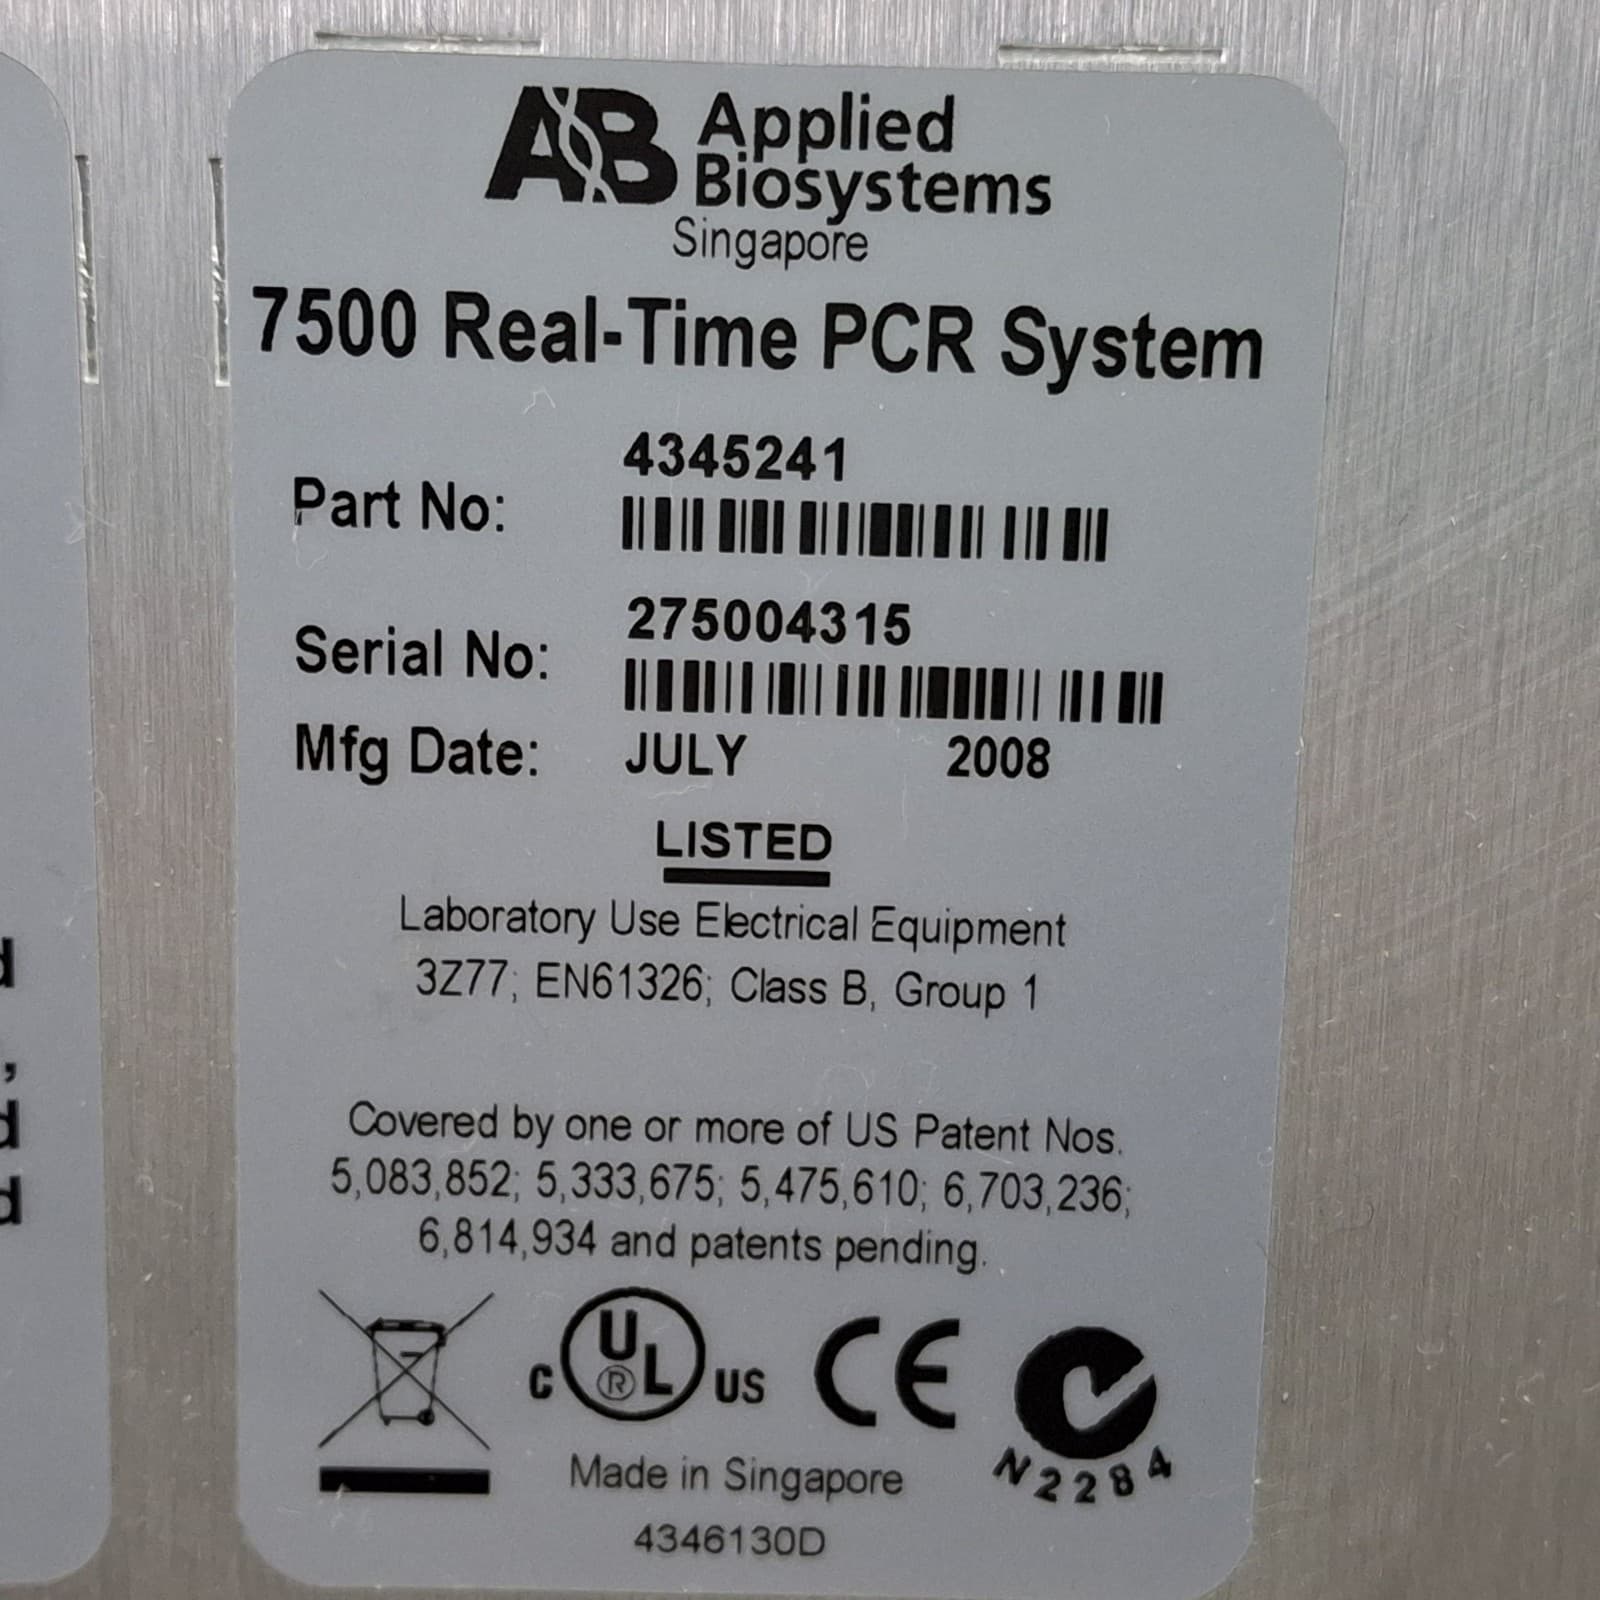 AB Applied
Biosystems
Singapore
7500 Real-Time PCR System
4345241
Part No:
275004315
Serial No:
Mfg Date: JULY 2008
LISTED
Laboratory Use Electrical Equipment
3Z77; EN61326; Class B, Group 1
Covered by one or more of US Patent Nos.
5,083,852; 5,333,675; 5,475,610; 6,703,236;
6,814,934 and patents pending.
C UL® US CE
N2284
Made in Singapore
4346130D
d
,
d
d